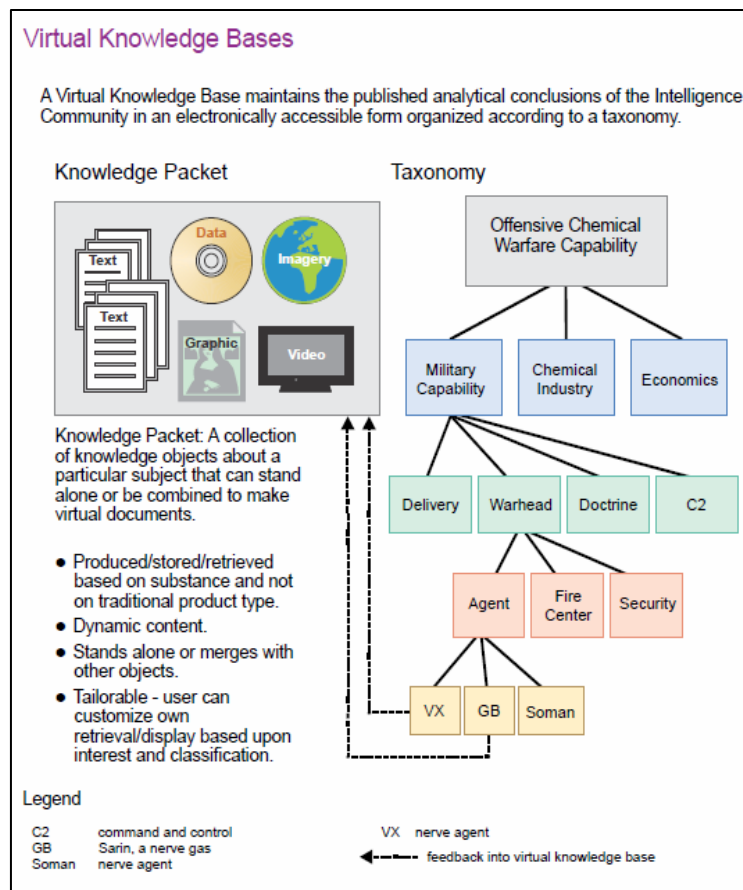 Virtual Knowledge Bases
A Virtual Knowledge Base maintains the published analytical conclusions of the Intelligence
Community in an electronically accessible form organized according to a taxonomy.
Knowledge Packet
Text
Text
Data
Imagery
Graphic
Video
Knowledge Packet: A collection
of knowledge objects about a
particular subject that can stand
alone or be combined to make
virtual documents.
● Produced/stored/retrieved
based on substance and not
on traditional product type.
● Dynamic content.
● Stands alone or merges with
other objects.
● Tailorable - user can
customize own
retrieval/display based upon
interest and classification.
Taxonomy
Offensive Chemical
Warfare Capability
Military
Capability
Chemical
Industry
Economics
Delivery
Warhead
Doctrine
C2
Agent
Fire
Center
Security
VX
GB
Soman
Legend
C2 command and control
GB Sarin, a nerve gas
Soman nerve agent
VX nerve agent
feedback into virtual knowledge base